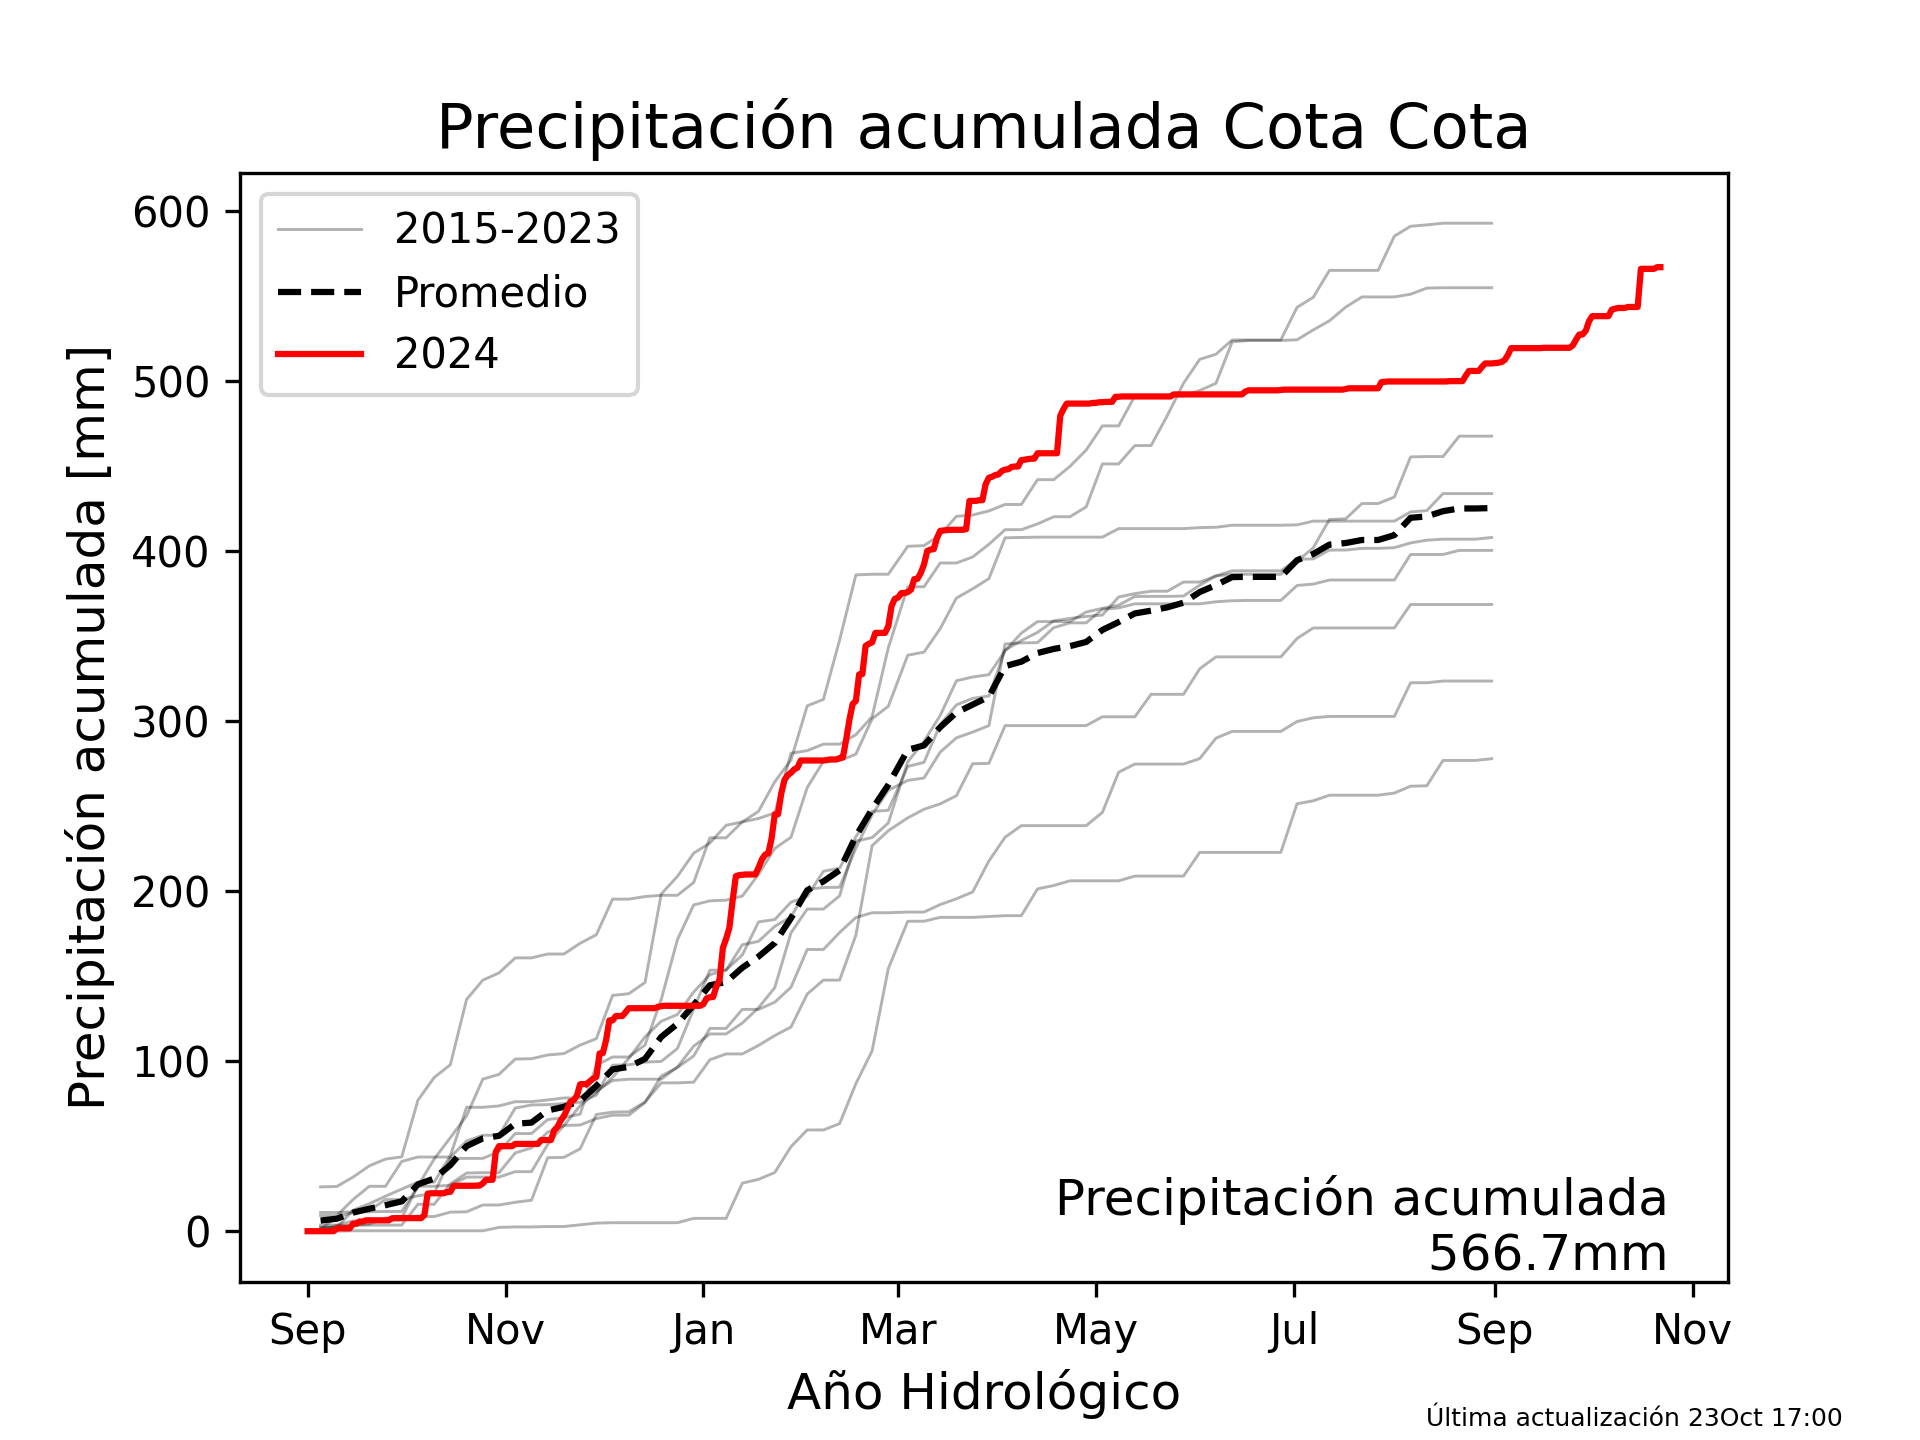 Precipitación acumulada Cota Cota
2015-2023
Promedio
2024
Precipitación acumulada [mm]
600
500
400
300
200
100
0
Precipitación acumulada
566.7mm
Sep Nov Jan Mar May Jul Sep Nov
Año Hidrológico
Última actualización 23Oct 17:00